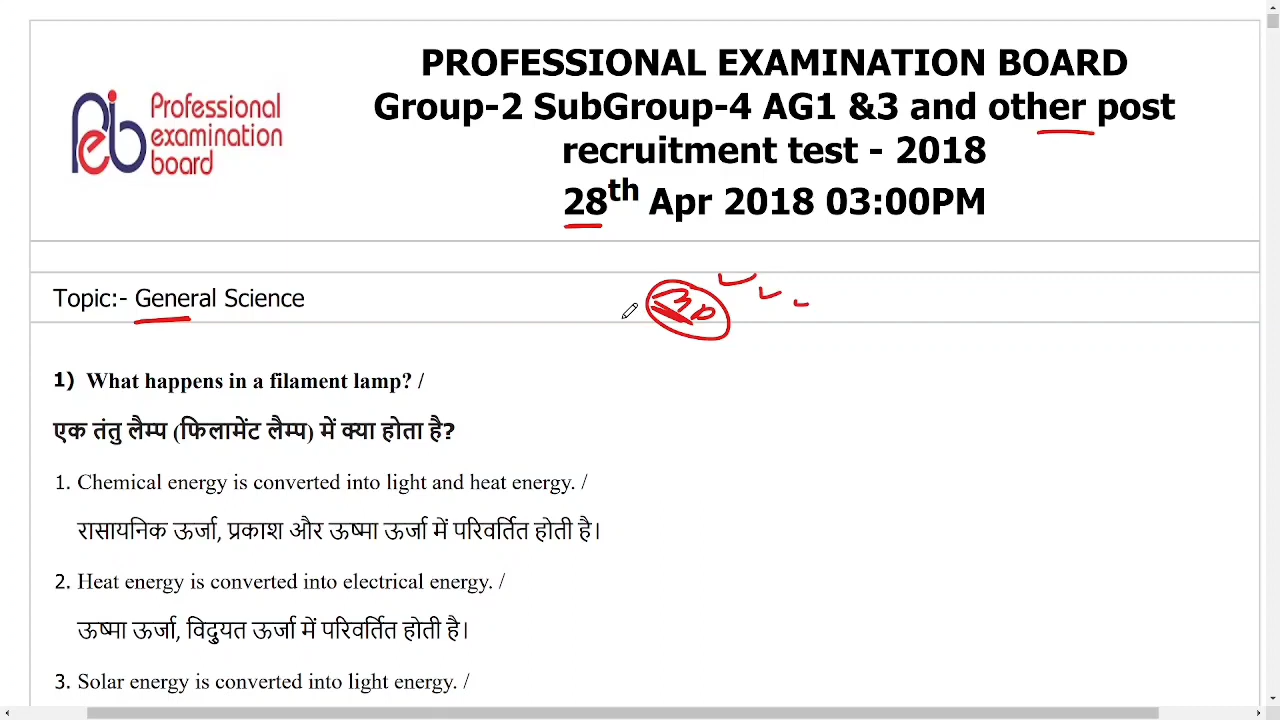 PROFESSIONAL EXAMINATION BOARD
Group-2 SubGroup-4 AG1 &3 and other post
recruitment test - 2018
28th Apr 2018 03:00PM
Peb
Professional
examination
board
Topic:- General Science
1) What happens in a filament lamp? /
एक तंतु लैम्प (फिलामेंट लैम्प) में क्या होता है?
1. Chemical energy is converted into light and heat energy. /
रासायनिक ऊर्जा, प्रकाश और ऊष्मा ऊर्जा में परिवर्तित होती है।
2. Heat energy is converted into electrical energy. /
ऊष्मा ऊर्जा, विदुयत ऊर्जा में परिवर्तित होती है।
3. Solar energy is converted into light energy. /